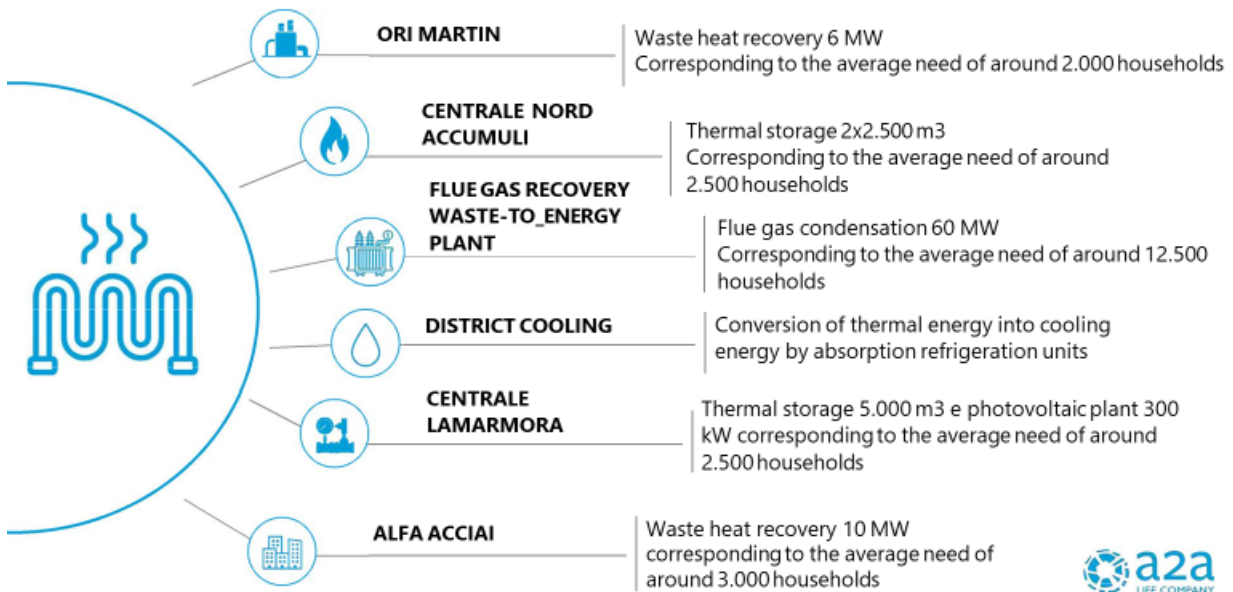 ORI MARTIN
Waste heat recovery 6 MW
Corresponding to the average need of around 2.000 households
CENTRALE NORD
ACCUMULI
Thermal storage 2x2.500 m3
Corresponding to the average need of around
2.500 households
FLUE GAS RECOVERY
WASTE-TO_ENERGY
PLANT
Flue gas condensation 60 MW
Corresponding to the average need of around 12.500
households
DISTRICT COOLING
Conversion of thermal energy into cooling
energy by absorption refrigeration units
CENTRALE
LAMARMORA
Thermal storage 5.000 m3 e photovoltaic plant 300
kW corresponding to the average need of around
2.500 households
ALFA ACCIAI
Waste heat recovery 10 MW
corresponding to the average need of
around 3.000 households
a2a
LIFE COMPANY